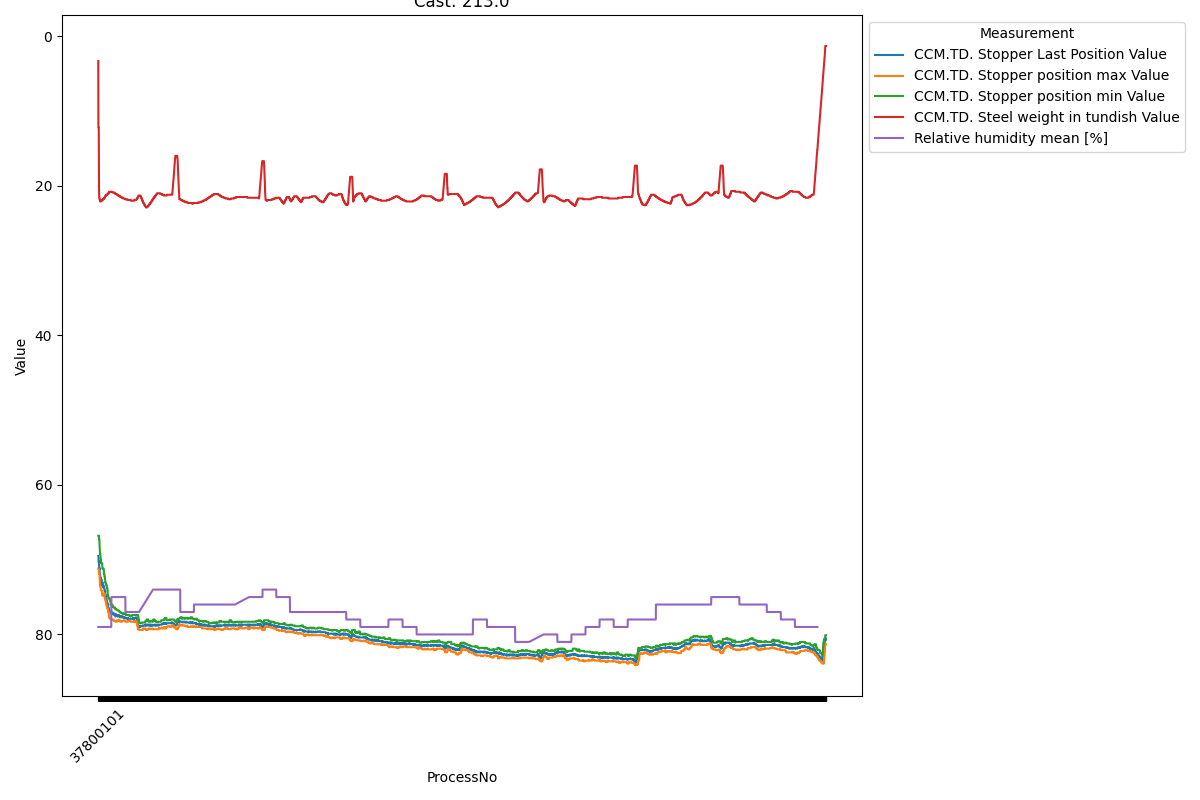 Cast: 213.0
Measurement
CCM.TD. Stopper Last Position Value
CCM.TD. Stopper position max Value
CCM.TD. Stopper position min Value
CCM.TD. Steel weight in tundish Value
Relative humidity mean [%]
0
20
40
60
80
Value
37800101
ProcessNo